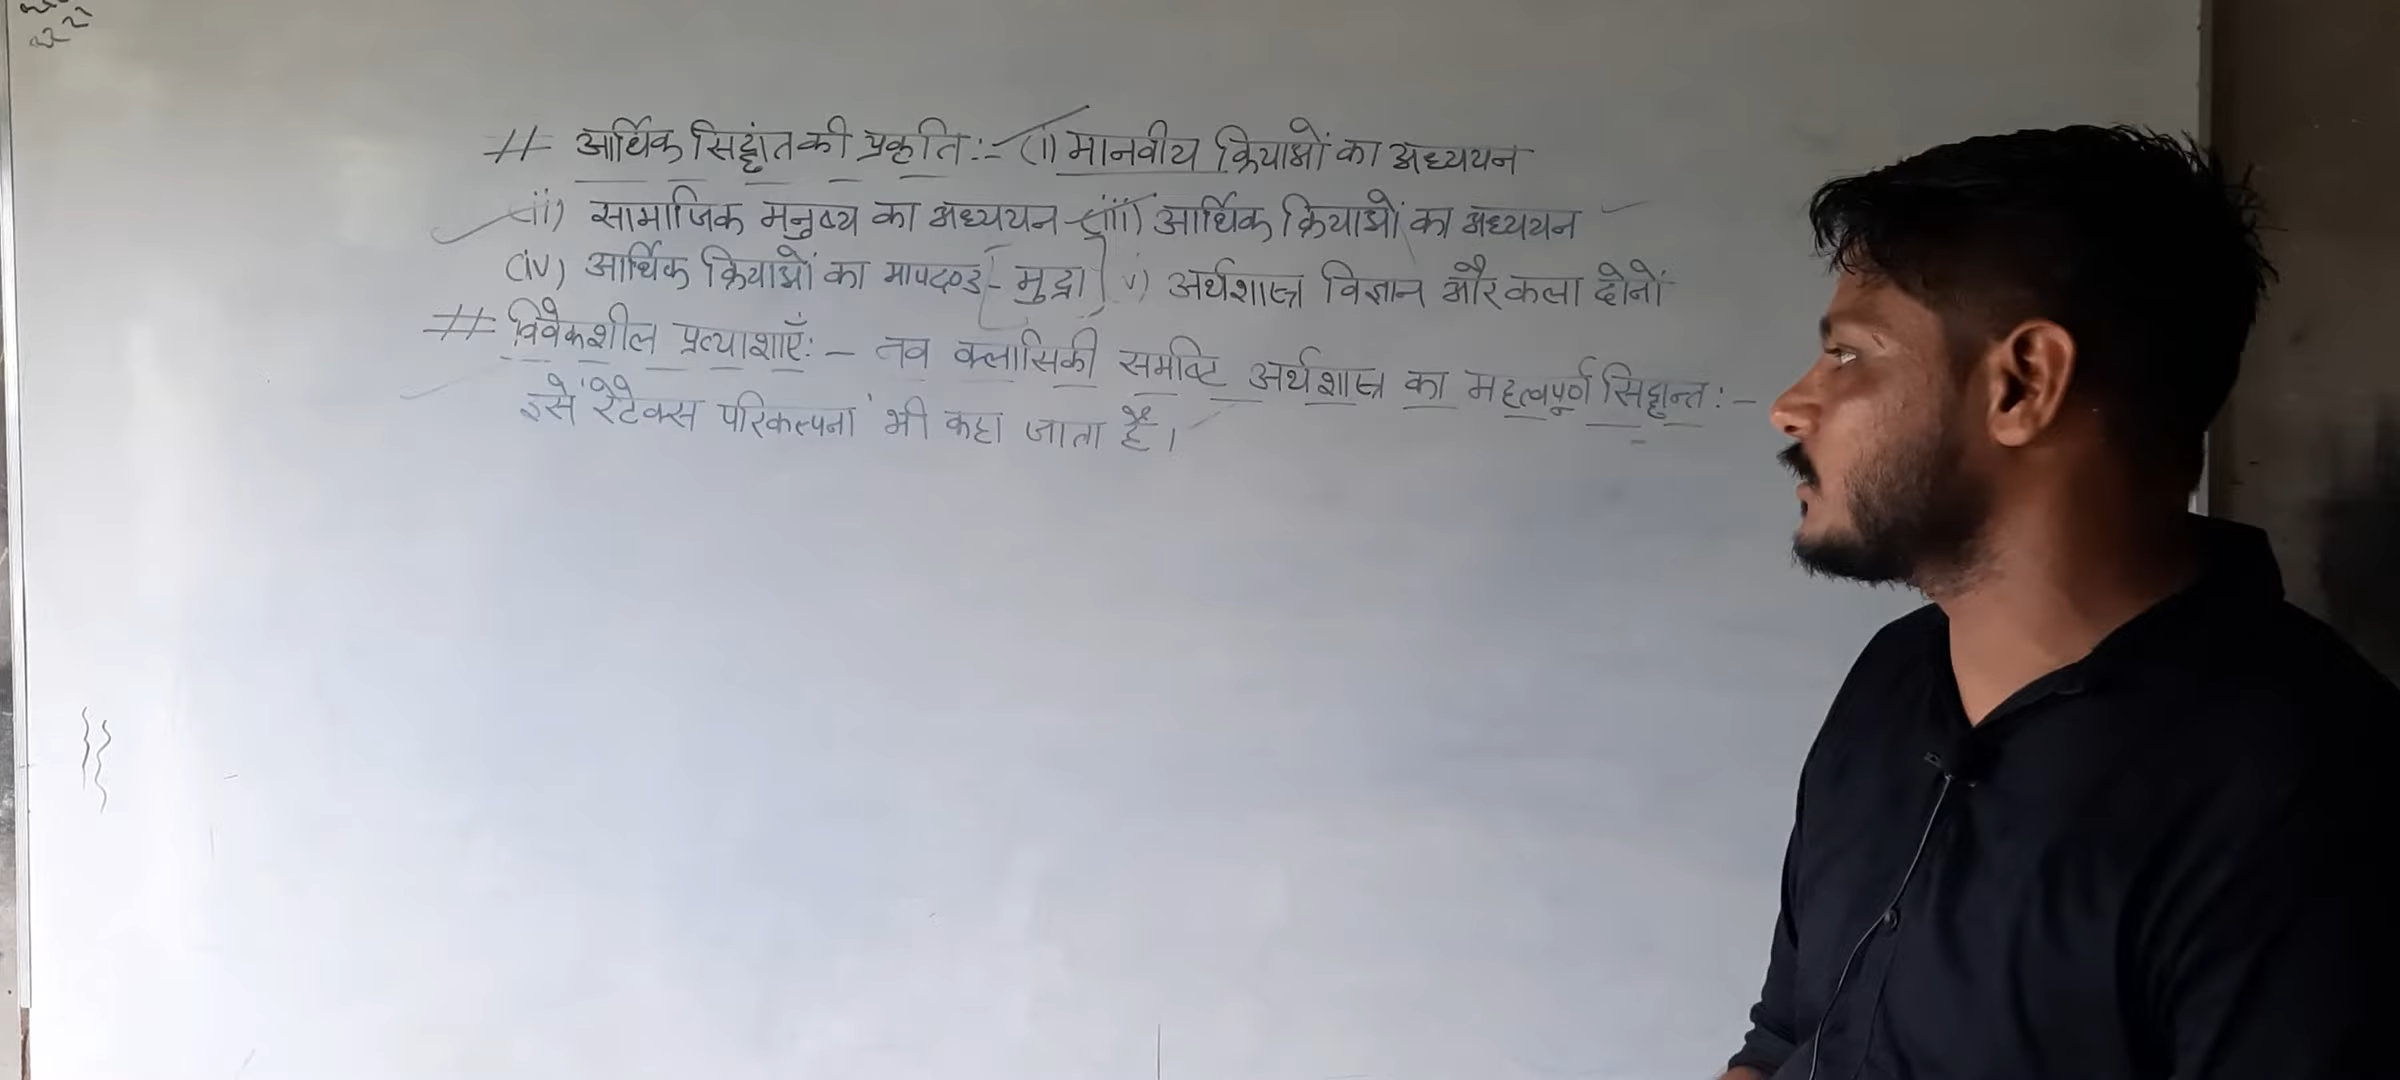 # आर्थिक सिद्धांत की प्रकृति:- (i) मानवीय क्रियाओं का अध्ययन
(ii) सामाजिक मनुष्य का अध्ययन (iii) आर्थिक क्रियाओं का अध्ययन
(iv) आर्थिक क्रियाओं का मापदण्ड - मुद्रा v) अर्थशास्त्र विज्ञान और कला दोनों
# विवेकशील प्रत्याशाएँ:- नव क्लासिकी समष्टि अर्थशास्त्र का महत्वपूर्ण सिद्धान्त:-
इसे 'रेटेक्स परिकल्पना' भी कहा जाता है।